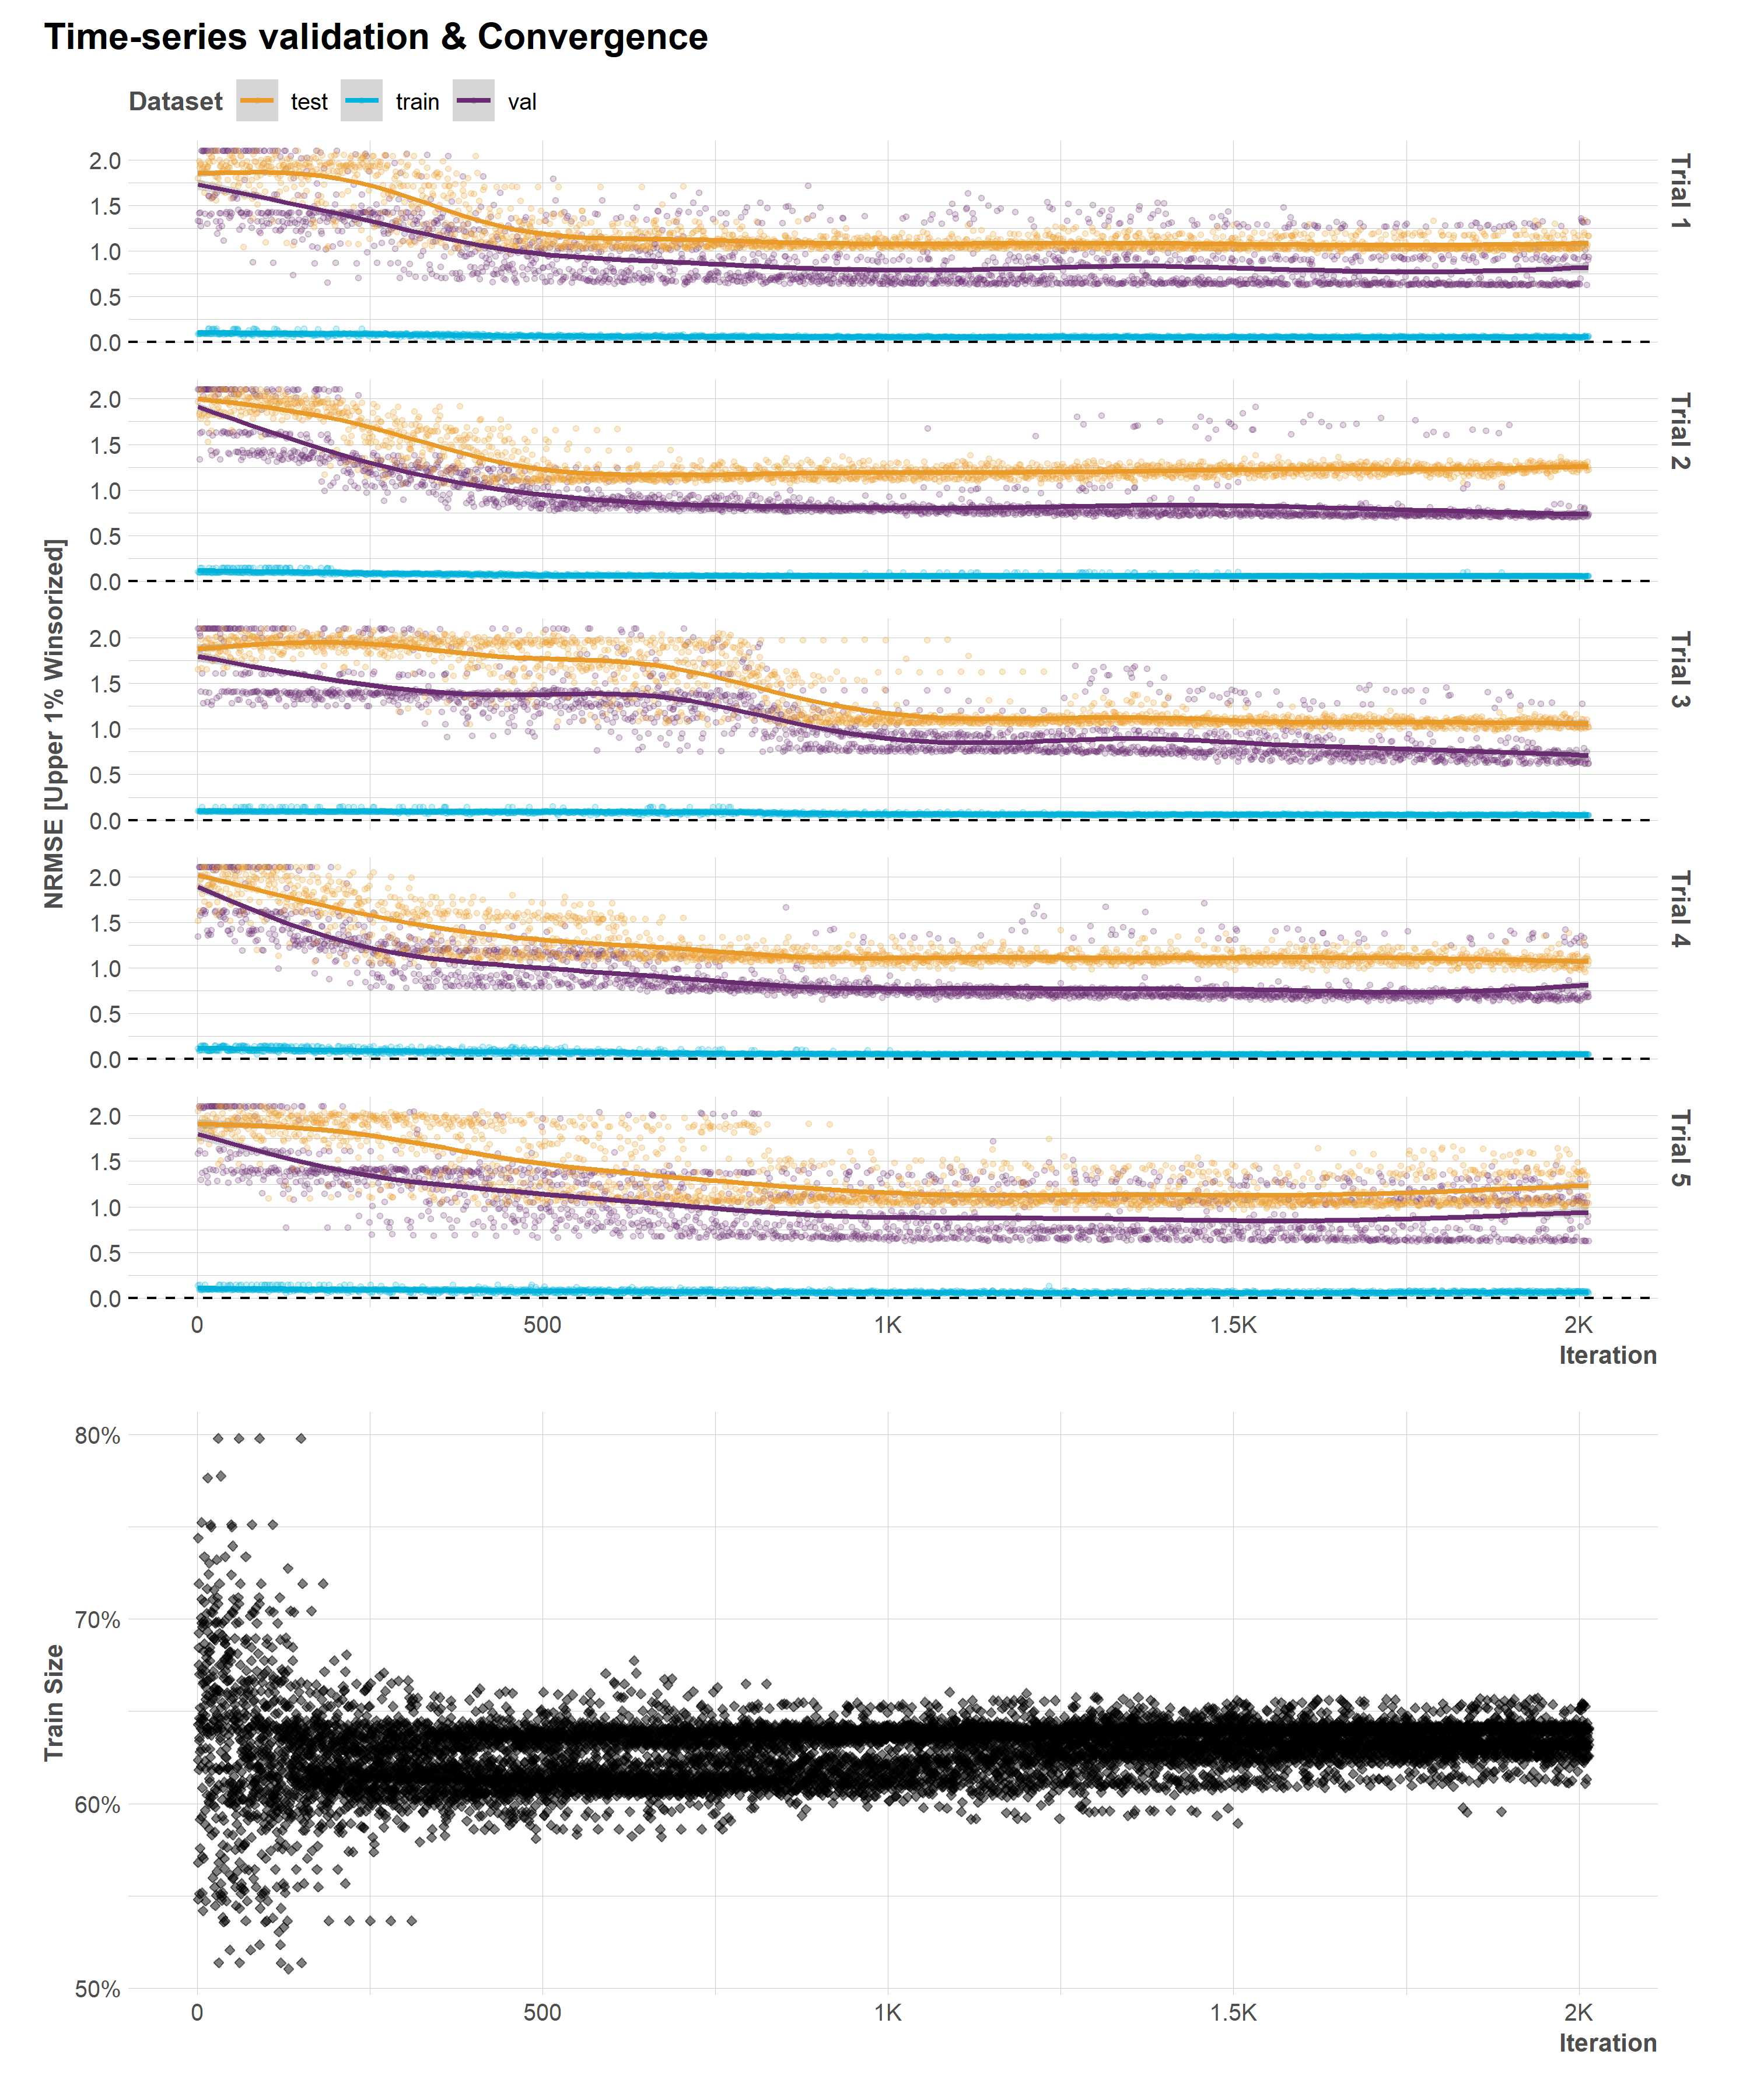 Time-series validation & Convergence
Dataset test train val
NRMSE [Upper 1% Winsorized]
2.0
1.5
1.0
0.5
0.0
Trial 1
2.0
1.5
1.0
0.5
0.0
Trial 2
2.0
1.5
1.0
0.5
0.0
Trial 3
2.0
1.5
1.0
0.5
0.0
Trial 4
2.0
1.5
1.0
0.5
0.0
Trial 5
0 500 1K 1.5K 2K
Iteration
Train Size
80%
70%
60%
50%
0 500 1K 1.5K 2K
Iteration